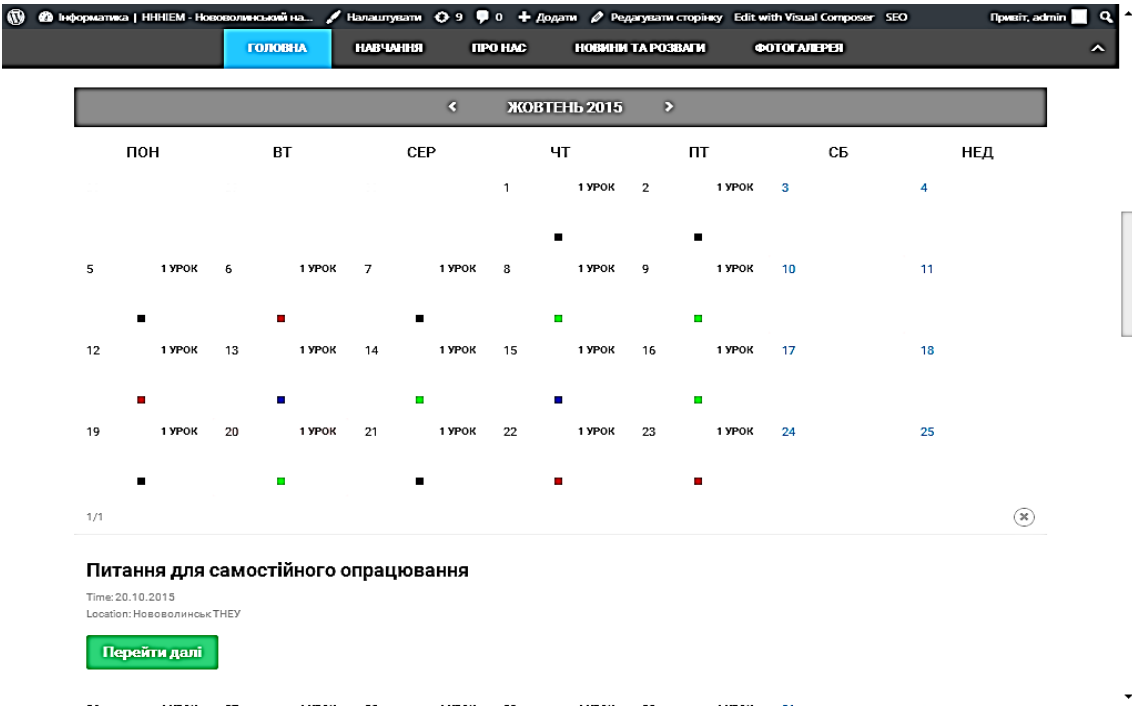 Інформатика | ННІЕМ - Нововолинський на... Налаштувати 9 0 Додати Редагувати сторінку Edit with Visual Composer SEO Привіт, admin
ГОЛОВНА НАВЧАННЯ ПРО НАС НОВИНИ ТА РОЗВАГИ ФОТОГАЛЕРЕЯ
ЖОВТЕНЬ 2015
ПОН ВТ СЕР ЧТ ПТ СБ НЕД
1 1 УРОК 2 1 УРОК 3 4
5 1 УРОК 6 1 УРОК 7 1 УРОК 8 1 УРОК 9 1 УРОК 10 11
12 1 УРОК 13 1 УРОК 14 1 УРОК 15 1 УРОК 16 1 УРОК 17 18
19 1 УРОК 20 1 УРОК 21 1 УРОК 22 1 УРОК 23 1 УРОК 24 25
1/1
Питання для самостійного опрацювання
Time: 20.10.2015
Location: Нововолинськ ТНЕУ
Перейти далі